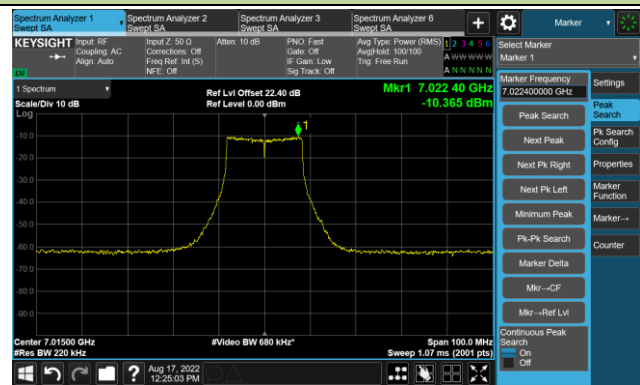 Spectrum Analyzer 1
Swept SA
Spectrum Analyzer 2
Swept SA
Spectrum Analyzer 3
Swept SA
Spectrum Analyzer 6
Swept SA
+
Marker
KEYSIGHT
Input: RF
Coupling: AC
Align: Auto
Input Z: 50 Ω
Corrections: Off
Freq Ref: Int (S)
NFE: Off
Atten: 10 dB
PNO: Fast
Gate: Off
IF Gain: Low
Sig Track: Off
Avg Type: Power (RMS)
Avg|Hold: 100/100
Trig: Free Run
1 2 3 4 5 6
A W W W W W
A N N N N N
LXI
Select Marker
Marker 1
1 Spectrum
Scale/Div 10 dB
Log
Ref Lvl Offset 22.40 dB
Ref Level 0.00 dBm
Mkr1 7.022 40 GHz
-10.365 dBm
1
-10.0
-20.0
-30.0
-40.0
-50.0
-60.0
-70.0
-80.0
-90.0
Center 7.01500 GHz
#Res BW 220 kHz
#Video BW 680 kHz*
Span 100.0 MHz
Sweep 1.07 ms (2001 pts)
Marker Frequency
7.022400000 GHz
Peak Search
Next Peak
Next Pk Right
Next Pk Left
Minimum Peak
Pk-Pk Search
Marker Delta
Mkr→CF
Mkr→Ref Lvl
Continuous Peak
Search
On
Off
Settings
Peak
Search
Pk Search
Config
Properties
Marker
Function
Marker→
Counter
?
Aug 17, 2022
12:25:03 PM